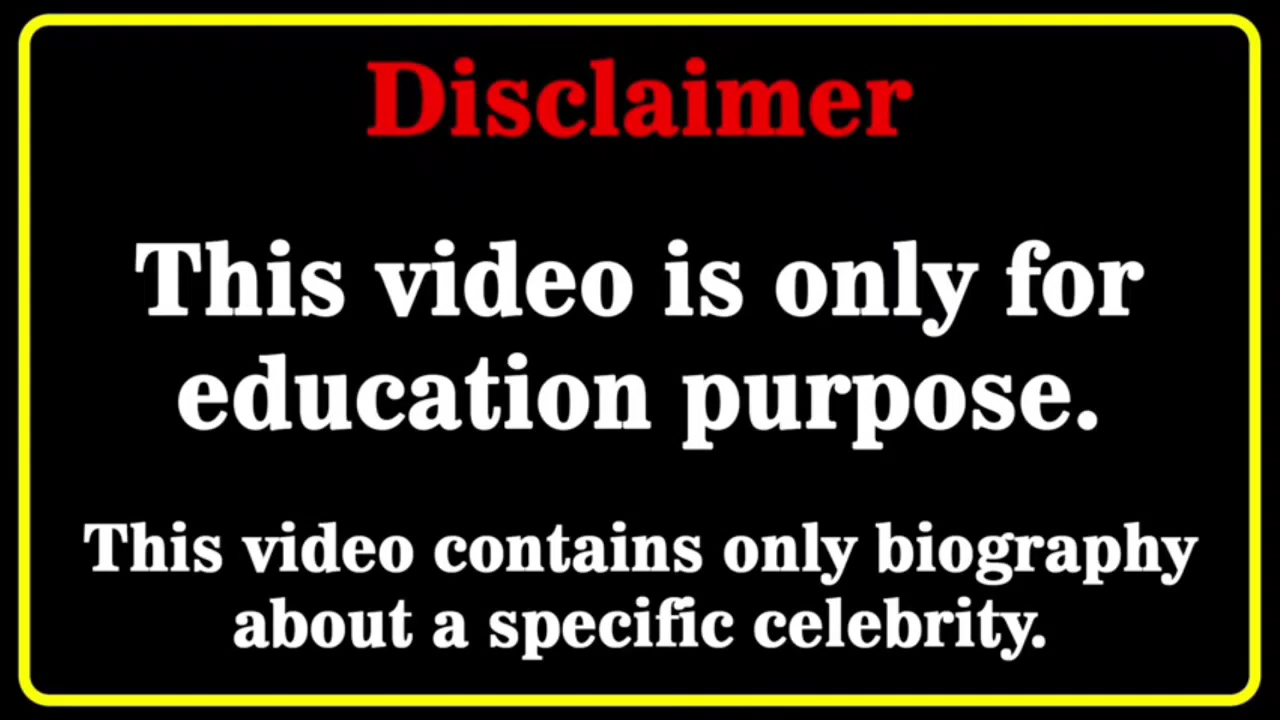 Disclaimer
This video is only for
education purpose.
This video contains only biography
about a specific celebrity.